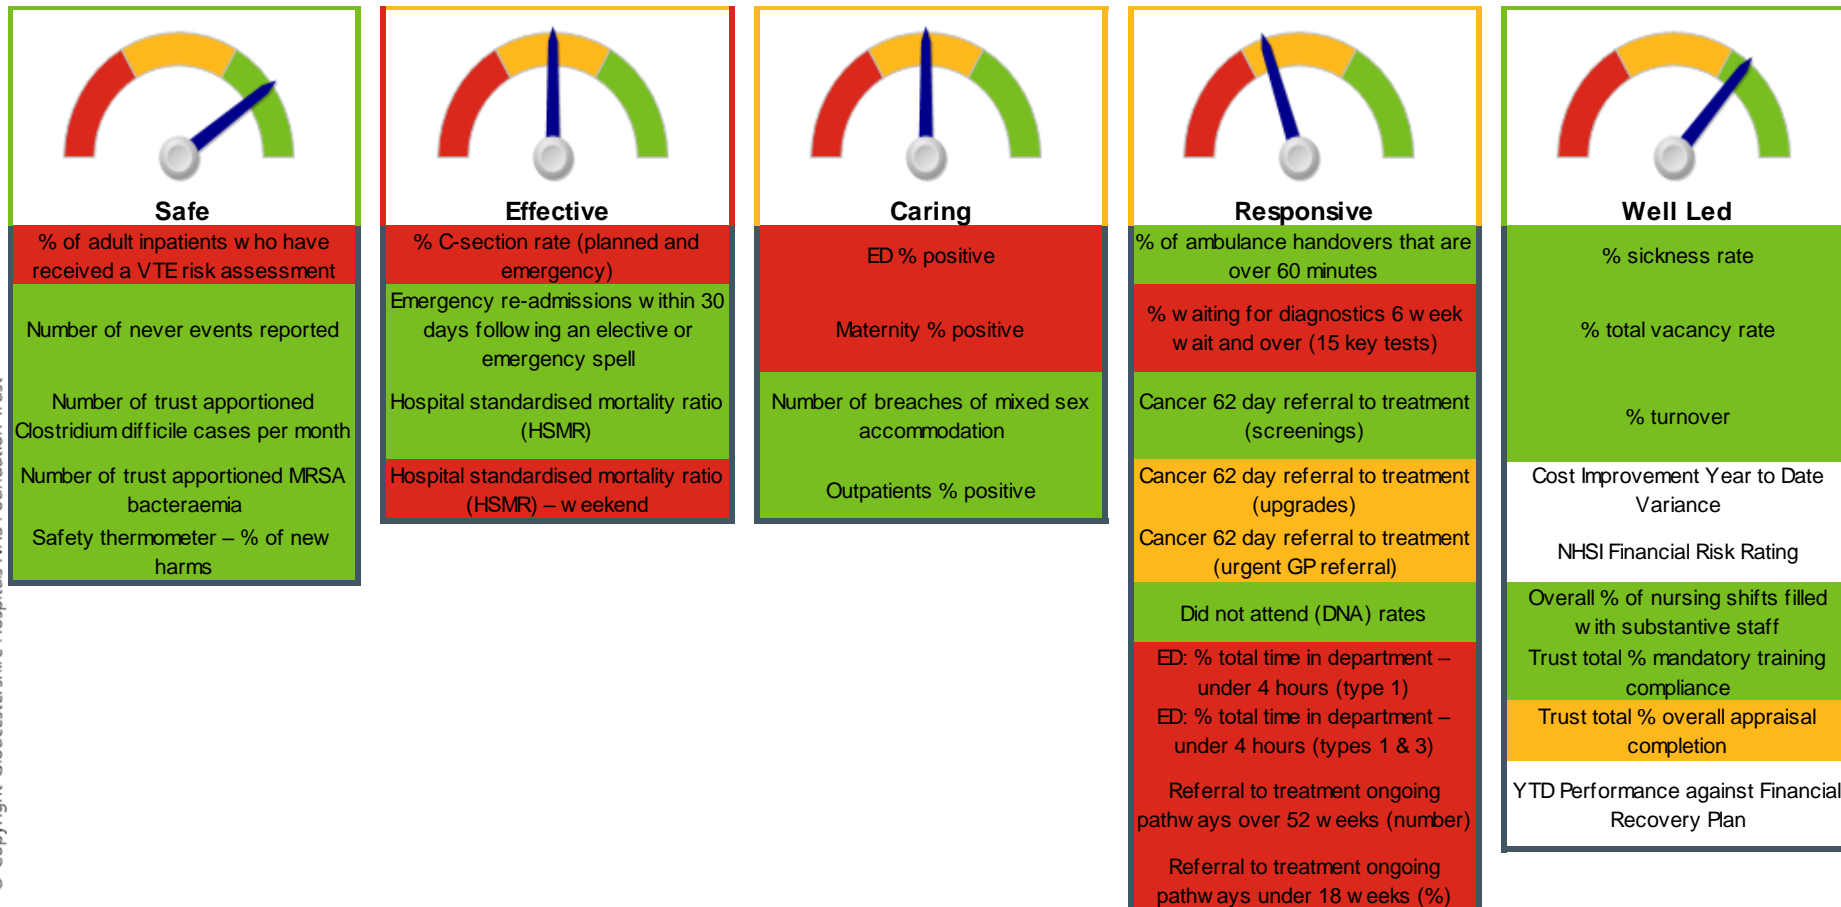 Safe
% of adult inpatients who have
received a VTE risk assessment
Number of never events reported
Number of trust apportioned
Clostridium difficile cases per month
Number of trust apportioned MRSA
bacteraemia
Safety thermometer – % of new
harms
Effective
% C-section rate (planned and
emergency)
Emergency re-admissions within 30
days following an elective or
emergency spell
Hospital standardised mortality ratio
(HSMR)
Hospital standardised mortality ratio
(HSMR) – weekend
Caring
ED % positive
Maternity % positive
Number of breaches of mixed sex
accommodation
Outpatients % positive
Responsive
% of ambulance handovers that are
over 60 minutes
% waiting for diagnostics 6 week
wait and over (15 key tests)
Cancer 62 day referral to treatment
(screenings)
Cancer 62 day referral to treatment
(upgrades)
Cancer 62 day referral to treatment
(urgent GP referral)
Did not attend (DNA) rates
ED: % total time in department –
under 4 hours (type 1)
ED: % total time in department –
under 4 hours (types 1 & 3)
Referral to treatment ongoing
pathways over 52 weeks (number)
Referral to treatment ongoing
pathways under 18 weeks (%)
Well Led
% sickness rate
% total vacancy rate
% turnover
Cost Improvement Year to Date
Variance
NHSI Financial Risk Rating
Overall % of nursing shifts filled
with substantive staff
Trust total % mandatory training
compliance
Trust total % overall appraisal
completion
YTD Performance against Financial
Recovery Plan